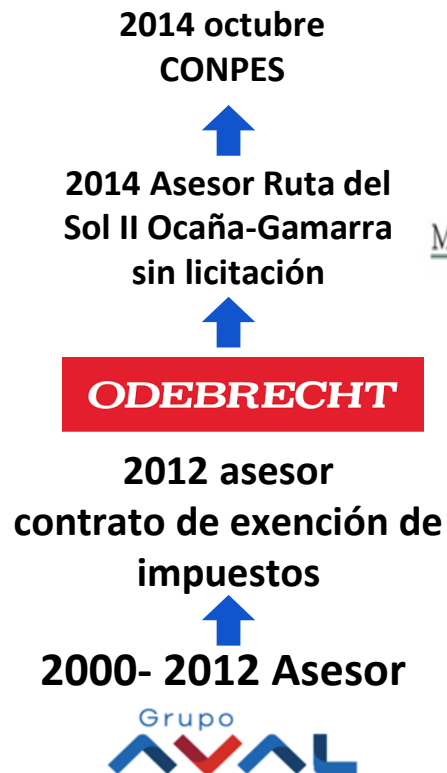 2014 octubre
CONPES
2014 Asesor Ruta del
Sol II Ocaña-Gamarra
sin licitación
ODEBRECHT
2012 asesor
contrato de exención de
impuestos
2000- 2012 Asesor
Grupo
AVAL